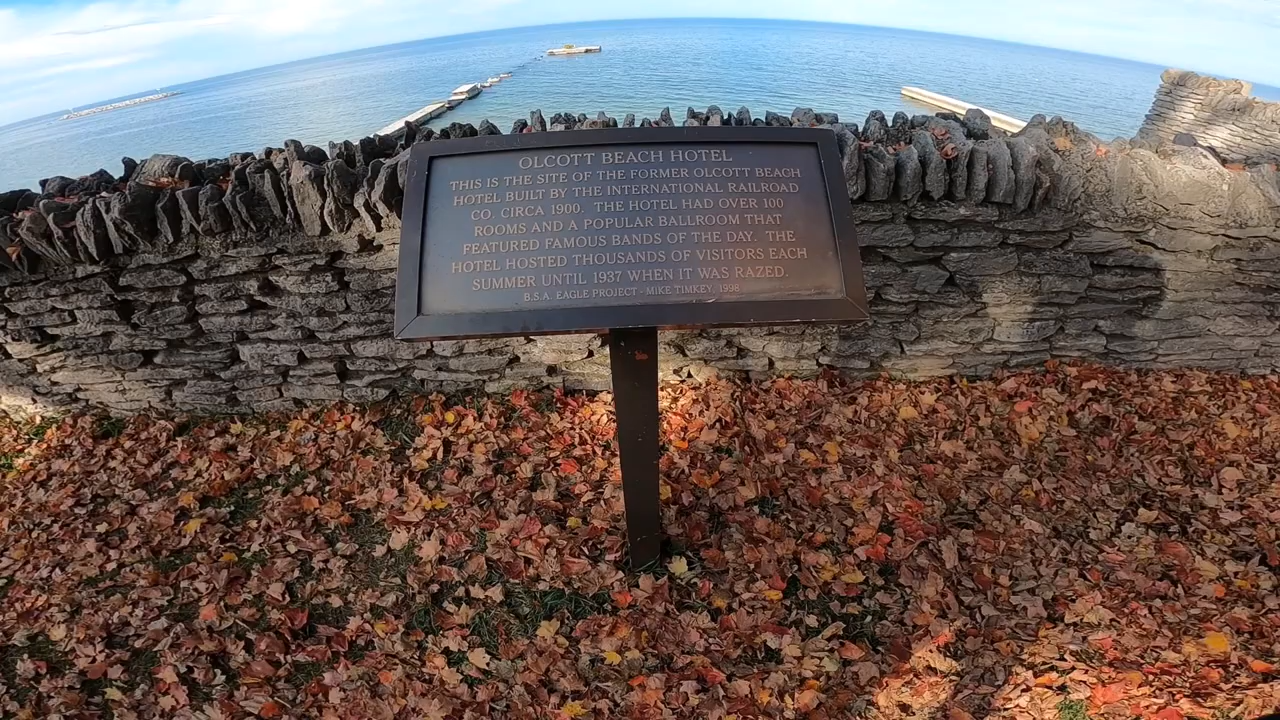 OLCOTT BEACH HOTEL
THIS IS THE SITE OF THE FORMER OLCOTT BEACH
HOTEL BUILT BY THE INTERNATIONAL RAILROAD
CO. CIRCA 1900. THE HOTEL HAD OVER 100
ROOMS AND A POPULAR BALLROOM THAT
FEATURED FAMOUS BANDS OF THE DAY. THE
HOTEL HOSTED THOUSANDS OF VISITORS EACH
SUMMER UNTIL 1937 WHEN IT WAS RAZED.
B.S.A. EAGLE PROJECT - MIKE TIMKEY, 1998